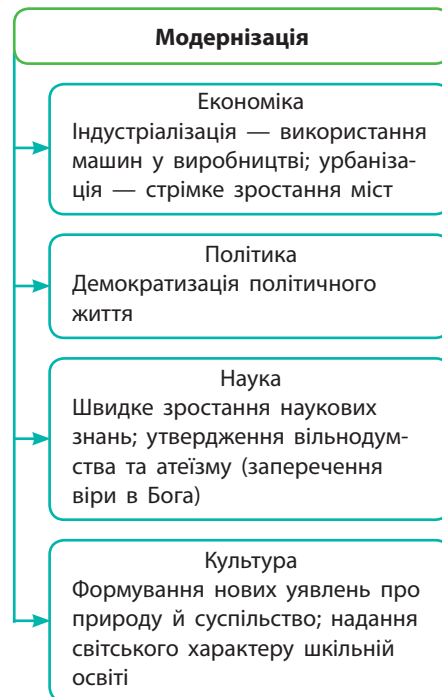 Модернізація
Економіка
Індустріалізація — використання
машин у виробництві; урбаніза-
ція — стрімке зростання міст
Політика
Демократизація політичного
життя
Наука
Швидке зростання наукових
знань; утвердження вільнодум-
ства та атеїзму (заперечення
віри в Бога)
Культура
Формування нових уявлень про
природу й суспільство; надання
світського характеру шкільній
освіті